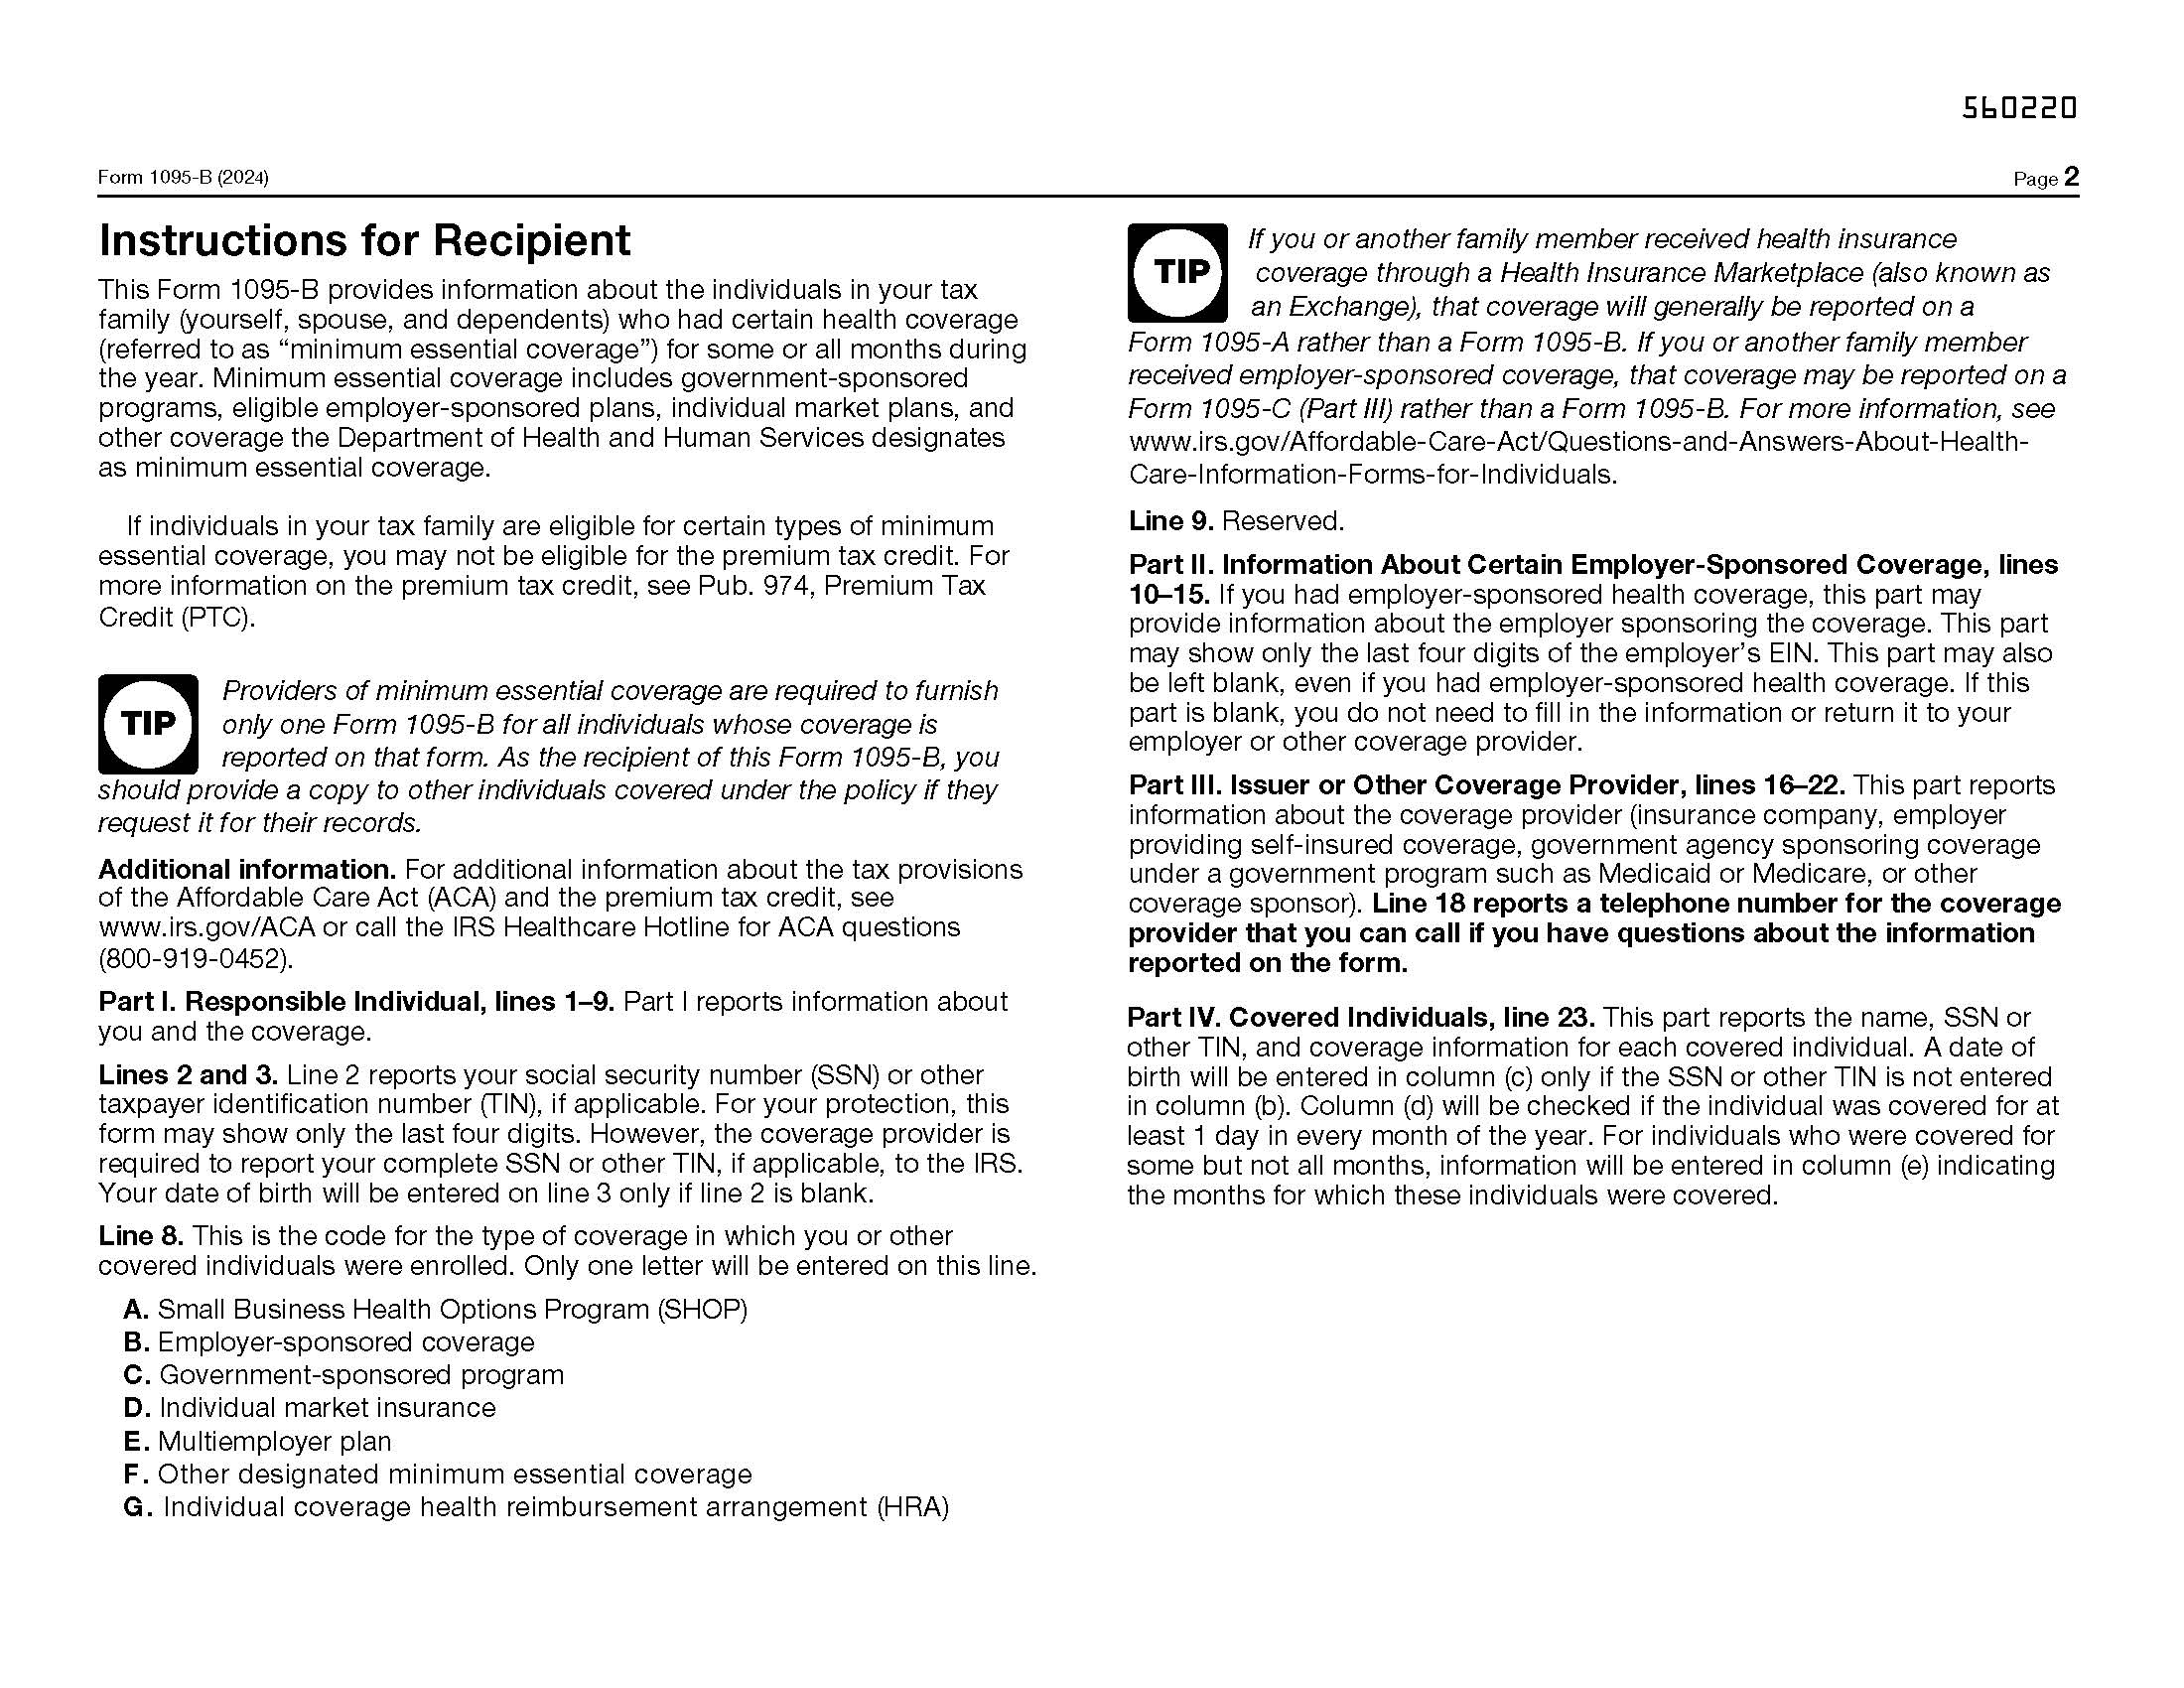 560220
Form 1095-B (2024)
Page 2
Instructions for Recipient
This Form 1095-B provides information about the individuals in your tax
family (yourself, spouse, and dependents) who had certain health coverage
(referred to as “minimum essential coverage”) for some or all months during
the year. Minimum essential coverage includes government-sponsored
programs, eligible employer-sponsored plans, individual market plans, and
other coverage the Department of Health and Human Services designates
as minimum essential coverage.
If individuals in your tax family are eligible for certain types of minimum
essential coverage, you may not be eligible for the premium tax credit. For
more information on the premium tax credit, see Pub. 974, Premium Tax
Credit (PTC).
TIP
Providers of minimum essential coverage are required to furnish
only one Form 1095-B for all individuals whose coverage is
reported on that form. As the recipient of this Form 1095-B, you
should provide a copy to other individuals covered under the policy if they
request it for their records.
Additional information. For additional information about the tax provisions
of the Affordable Care Act (ACA) and the premium tax credit, see
www.irs.gov/ACA or call the IRS Healthcare Hotline for ACA questions
(800-919-0452).
Part I. Responsible Individual, lines 1–9. Part I reports information about
you and the coverage.
Lines 2 and 3. Line 2 reports your social security number (SSN) or other
taxpayer identification number (TIN), if applicable. For your protection, this
form may show only the last four digits. However, the coverage provider is
required to report your complete SSN or other TIN, if applicable, to the IRS.
Your date of birth will be entered on line 3 only if line 2 is blank.
Line 8. This is the code for the type of coverage in which you or other
covered individuals were enrolled. Only one letter will be entered on this line.
A. Small Business Health Options Program (SHOP)
B. Employer-sponsored coverage
C. Government-sponsored program
D. Individual market insurance
E. Multiemployer plan
F. Other designated minimum essential coverage
G. Individual coverage health reimbursement arrangement (HRA)
TIP
If you or another family member received health insurance
coverage through a Health Insurance Marketplace (also known as
an Exchange), that coverage will generally be reported on a
Form 1095-A rather than a Form 1095-B. If you or another family member
received employer-sponsored coverage, that coverage may be reported on a
Form 1095-C (Part III) rather than a Form 1095-B. For more information, see
www.irs.gov/Affordable-Care-Act/Questions-and-Answers-About-Health-
Care-Information-Forms-for-Individuals.
Line 9. Reserved.
Part II. Information About Certain Employer-Sponsored Coverage, lines
10–15. If you had employer-sponsored health coverage, this part may
provide information about the employer sponsoring the coverage. This part
may show only the last four digits of the employer’s EIN. This part may also
be left blank, even if you had employer-sponsored health coverage. If this
part is blank, you do not need to fill in the information or return it to your
employer or other coverage provider.
Part III. Issuer or Other Coverage Provider, lines 16–22. This part reports
information about the coverage provider (insurance company, employer
providing self-insured coverage, government agency sponsoring coverage
under a government program such as Medicaid or Medicare, or other
coverage sponsor). Line 18 reports a telephone number for the coverage
provider that you can call if you have questions about the information
reported on the form.
Part IV. Covered Individuals, line 23. This part reports the name, SSN or
other TIN, and coverage information for each covered individual. A date of
birth will be entered in column (c) only if the SSN or other TIN is not entered
in column (b). Column (d) will be checked if the individual was covered for at
least 1 day in every month of the year. For individuals who were covered for
some but not all months, information will be entered in column (e) indicating
the months for which these individuals were covered.